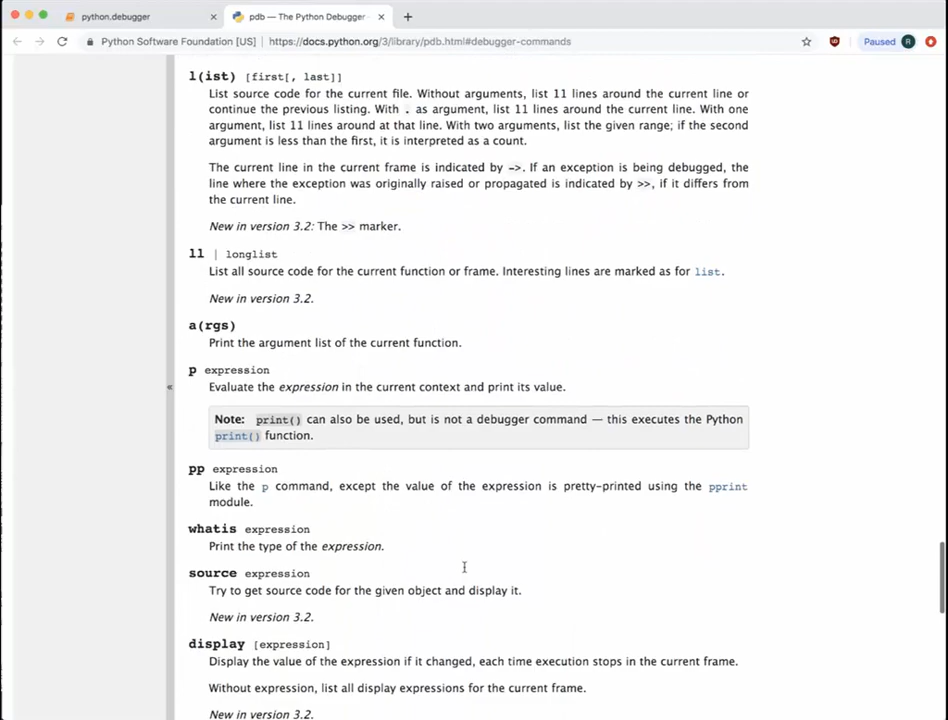 python.debugger
pdb — The Python Debugger
Python Software Foundation [US] | https://docs.python.org/3/library/pdb.html#debugger-commands
Paused R
l(ist) [first[, last]]
List source code for the current file. Without arguments, list 11 lines around the current line or
continue the previous listing. With . as argument, list 11 lines around the current line. With one
argument, list 11 lines around at that line. With two arguments, list the given range; if the second
argument is less than the first, it is interpreted as a count.
The current line in the current frame is indicated by ->. If an exception is being debugged, the
line where the exception was originally raised or propagated is indicated by >>, if it differs from
the current line.
New in version 3.2: The >> marker.
ll | longlist
List all source code for the current function or frame. Interesting lines are marked as for list.
New in version 3.2.
a(rgs)
Print the argument list of the current function.
p expression
«
Evaluate the expression in the current context and print its value.
Note: print() can also be used, but is not a debugger command — this executes the Python
print() function.
pp expression
Like the p command, except the value of the expression is pretty-printed using the pprint
module.
whatis expression
Print the type of the expression.
source expression
Try to get source code for the given object and display it.
New in version 3.2.
display [expression]
Display the value of the expression if it changed, each time execution stops in the current frame.
Without expression, list all display expressions for the current frame.
New in version 3.2.